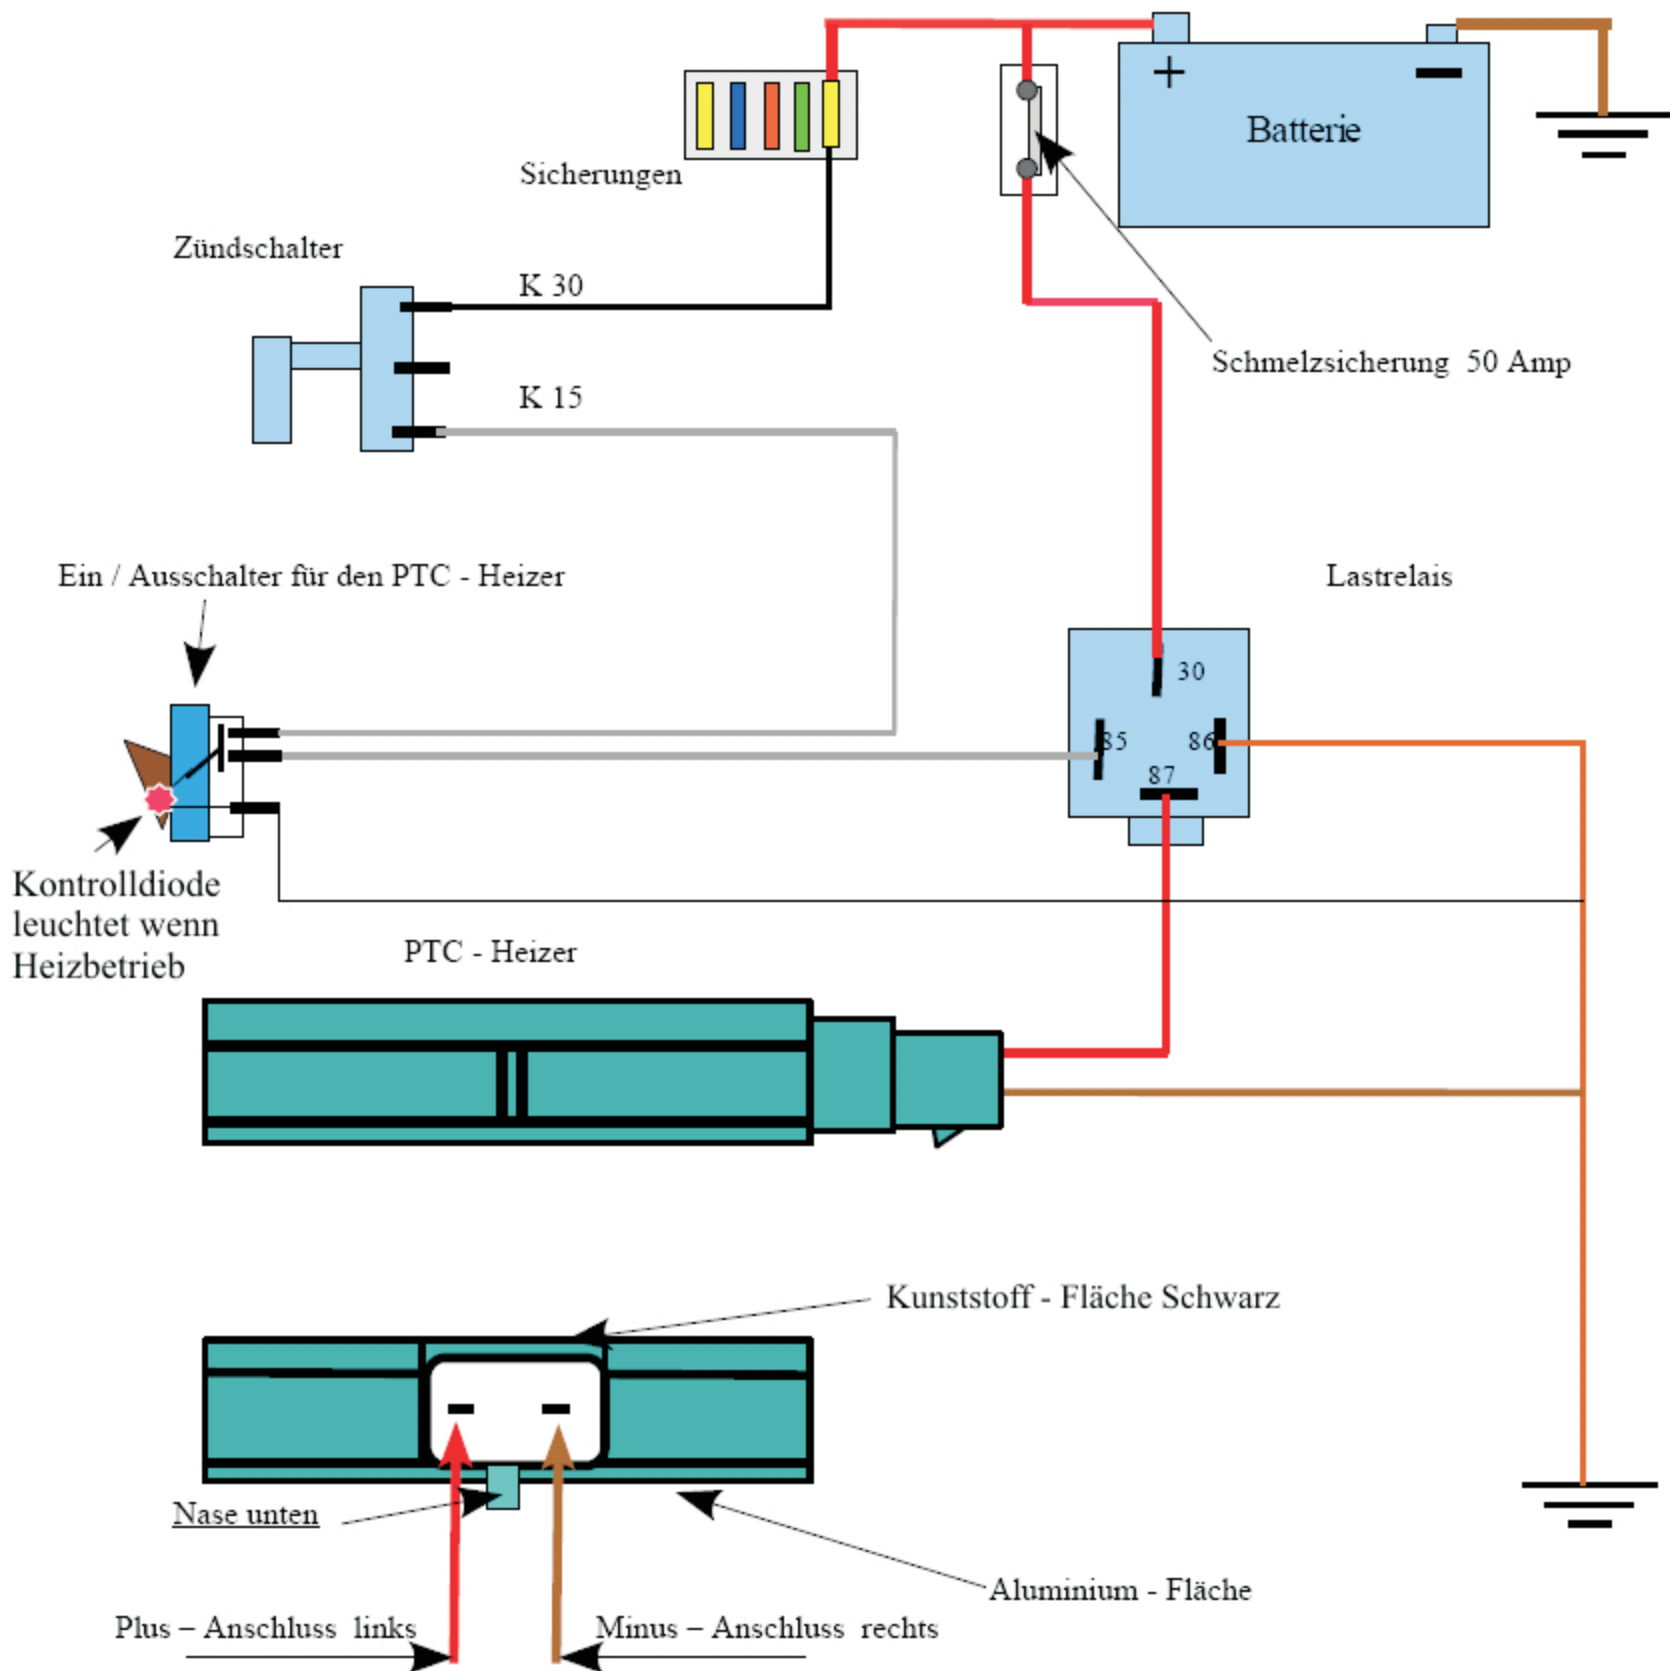 Batterie
Sicherungen
Zündschalter
K 30
Schmelzsicherung 50 Amp
K 15
Ein / Ausschalter für den PTC - Heizer
Lastrelais
30
85
86
87
Kontrolldiode
leuchtet wenn
Heizbetrieb
PTC - Heizer
Kunststoff - Fläche Schwarz
Nase unten
Aluminium - Fläche
Plus – Anschluss links
Minus – Anschluss rechts